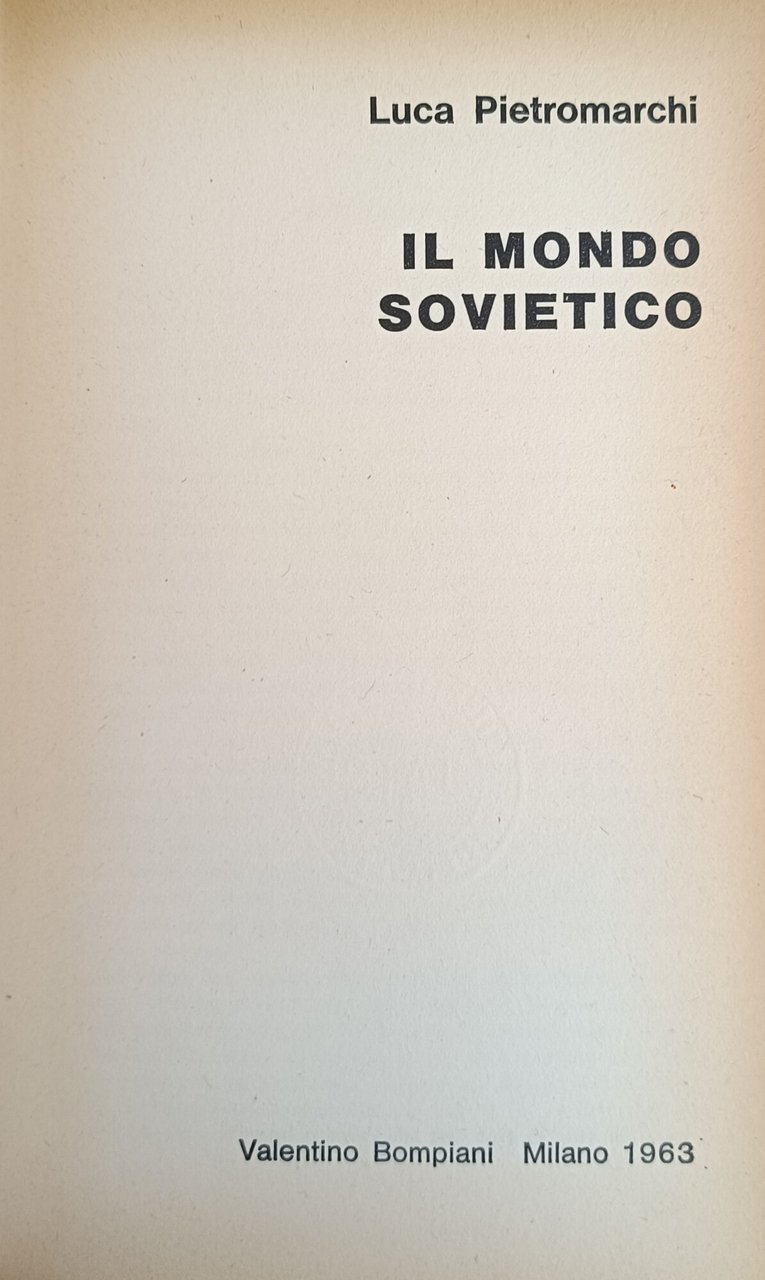 Luca Pietromarchi
IL MONDO
SOVIETICO
Valentino Bompiani Milano 1963